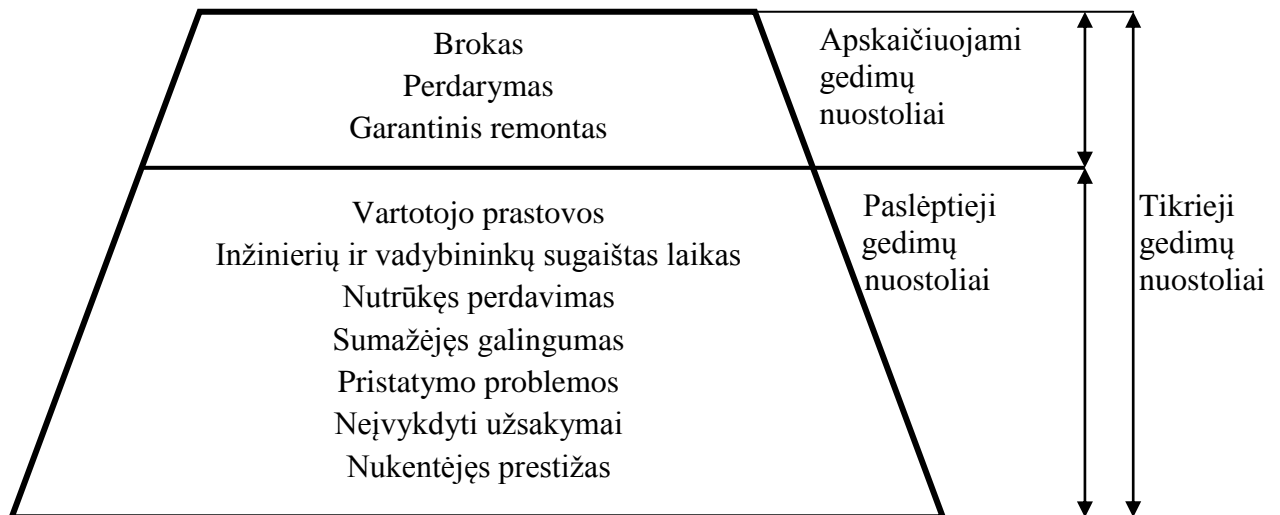 Brokas
Perdarymas
Garantinis remontas
Apskaičiuojami
gedimų
nuostoliai
Vartotojo prastovos
Inžinierių ir vadybininkų sugaištas laikas
Nutrūkęs perdavimas
Sumažėjęs galingumas
Pristatymo problemos
Neįvykdyti užsakymai
Nukentėjęs prestižas
Paslėptieji
gedimų
nuostoliai
Tikrieji
gedimų
nuostoliai